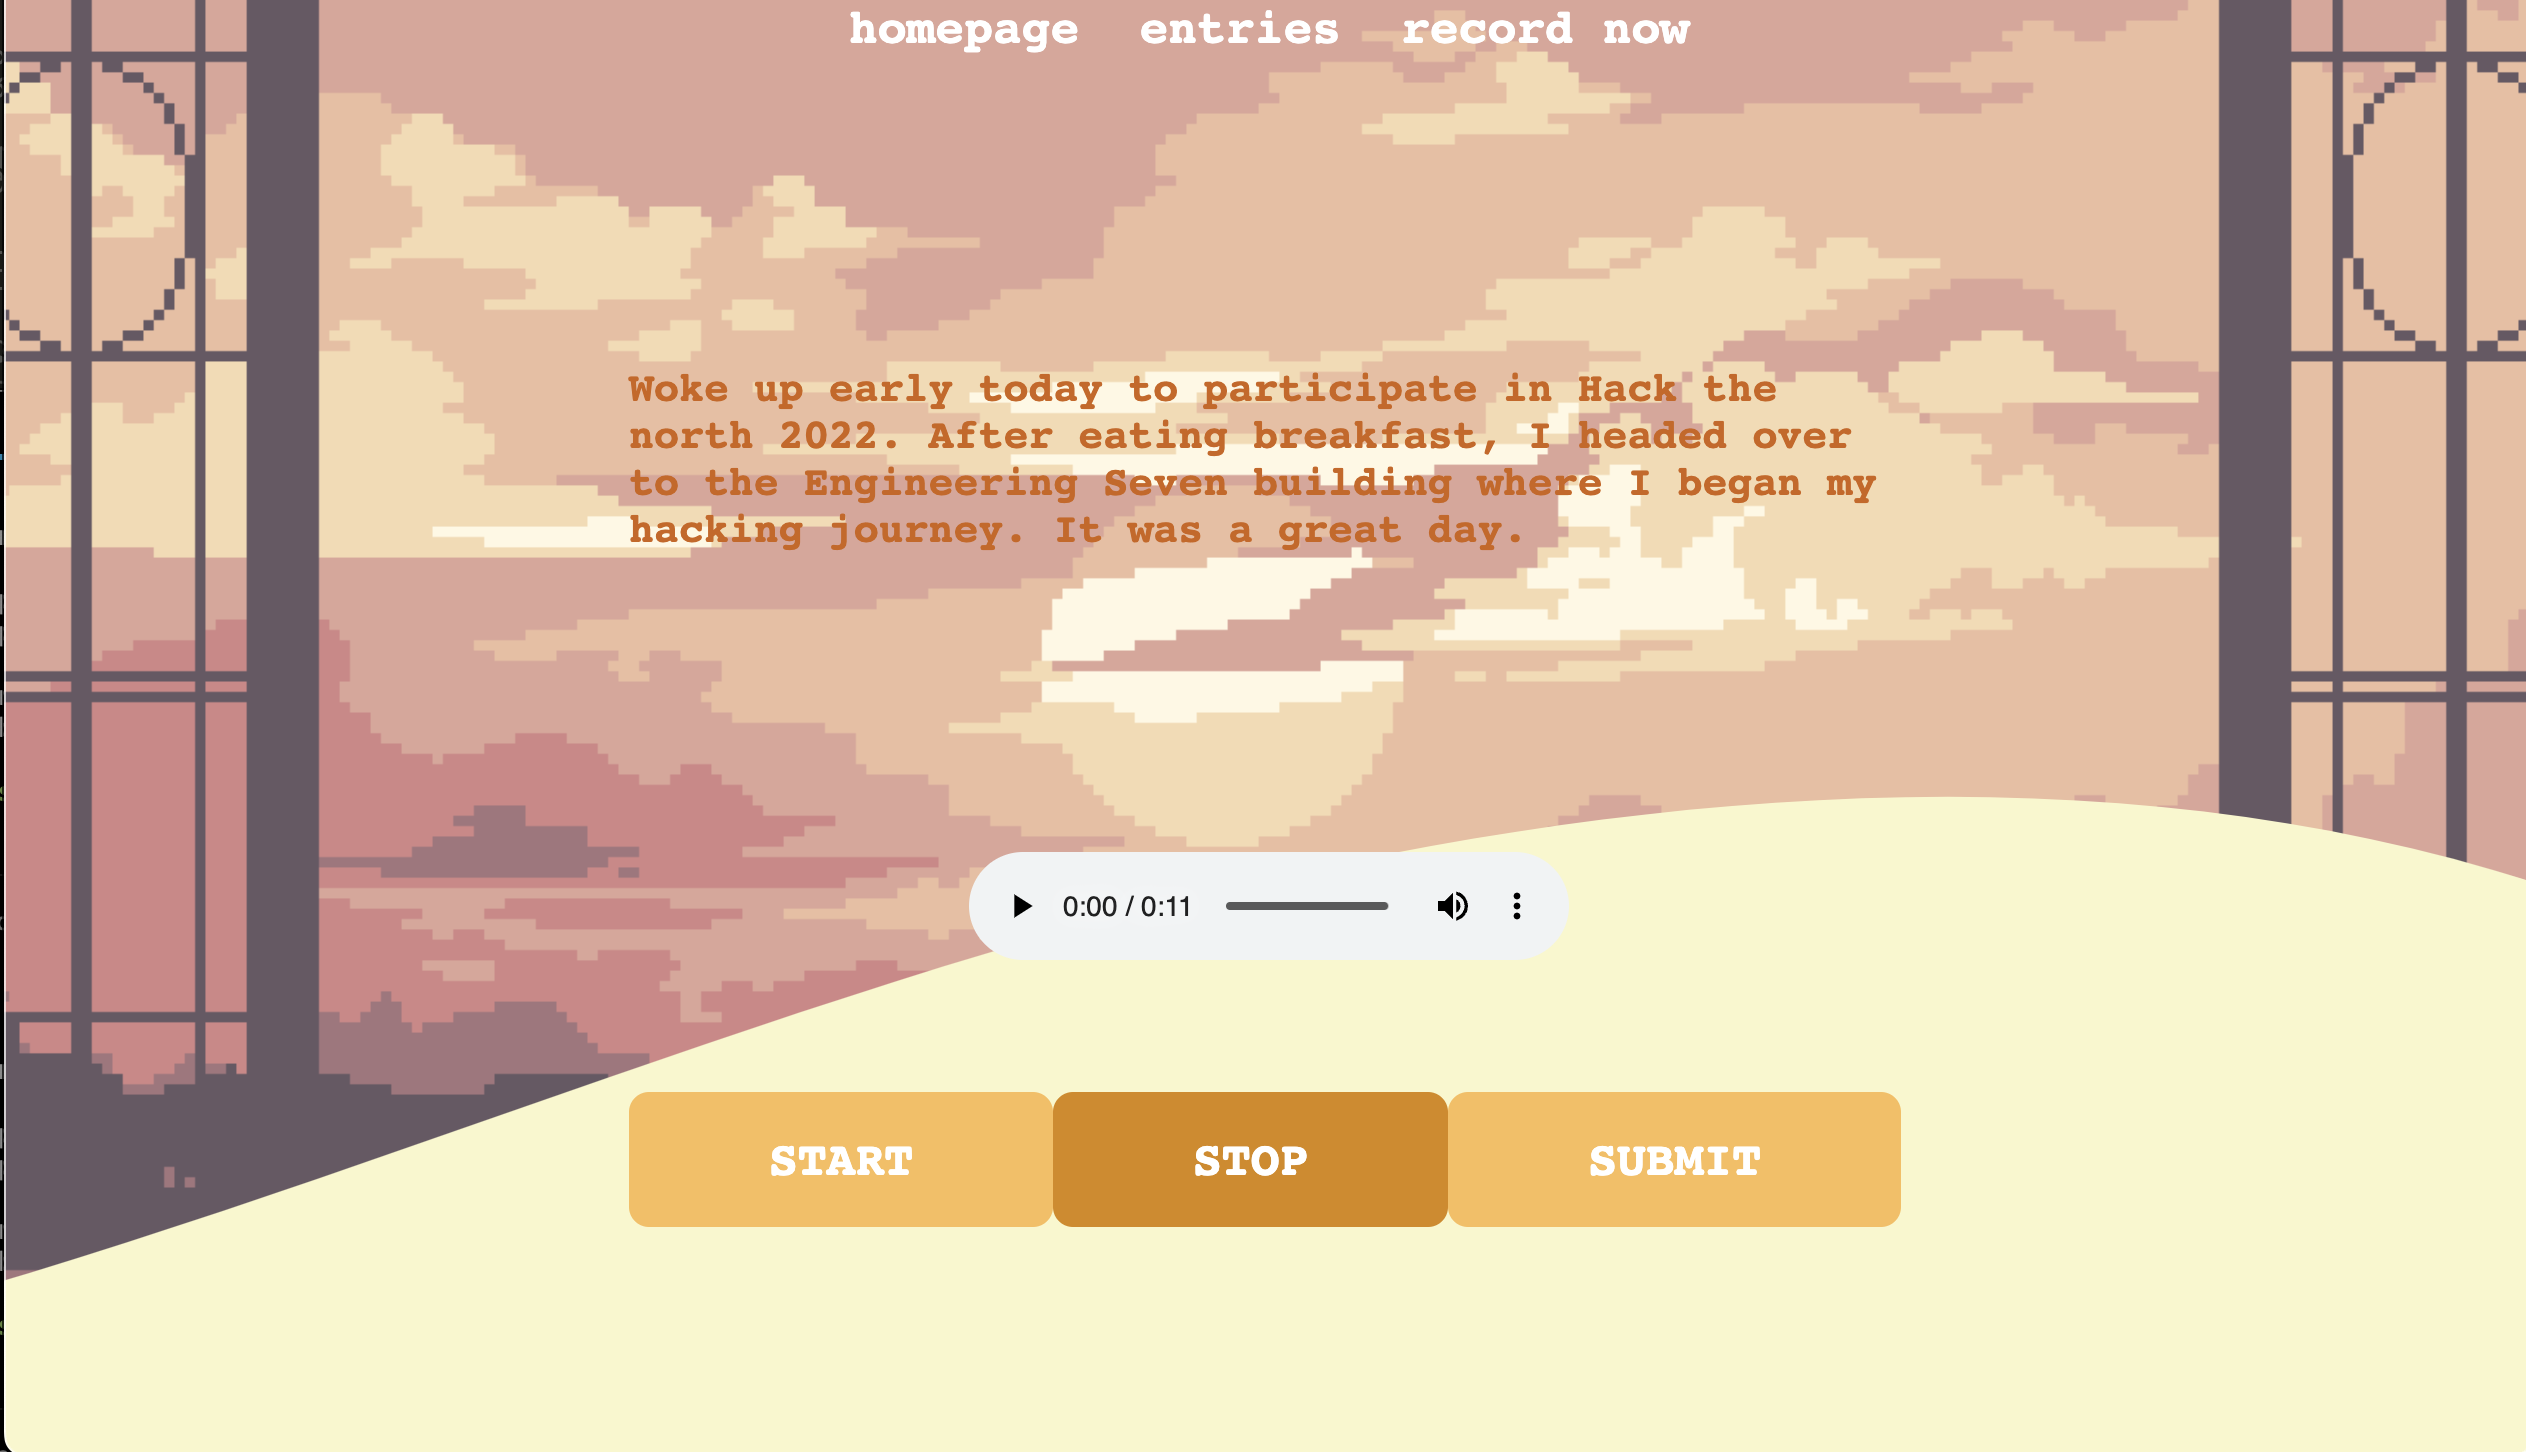 homepage entries record now
Woke up early today to participate in Hack the
north 2022. After eating breakfast, I headed over
to the Engineering Seven building where I began my
hacking journey. It was a great day.
0:00 / 0:11
START STOP SUBMIT